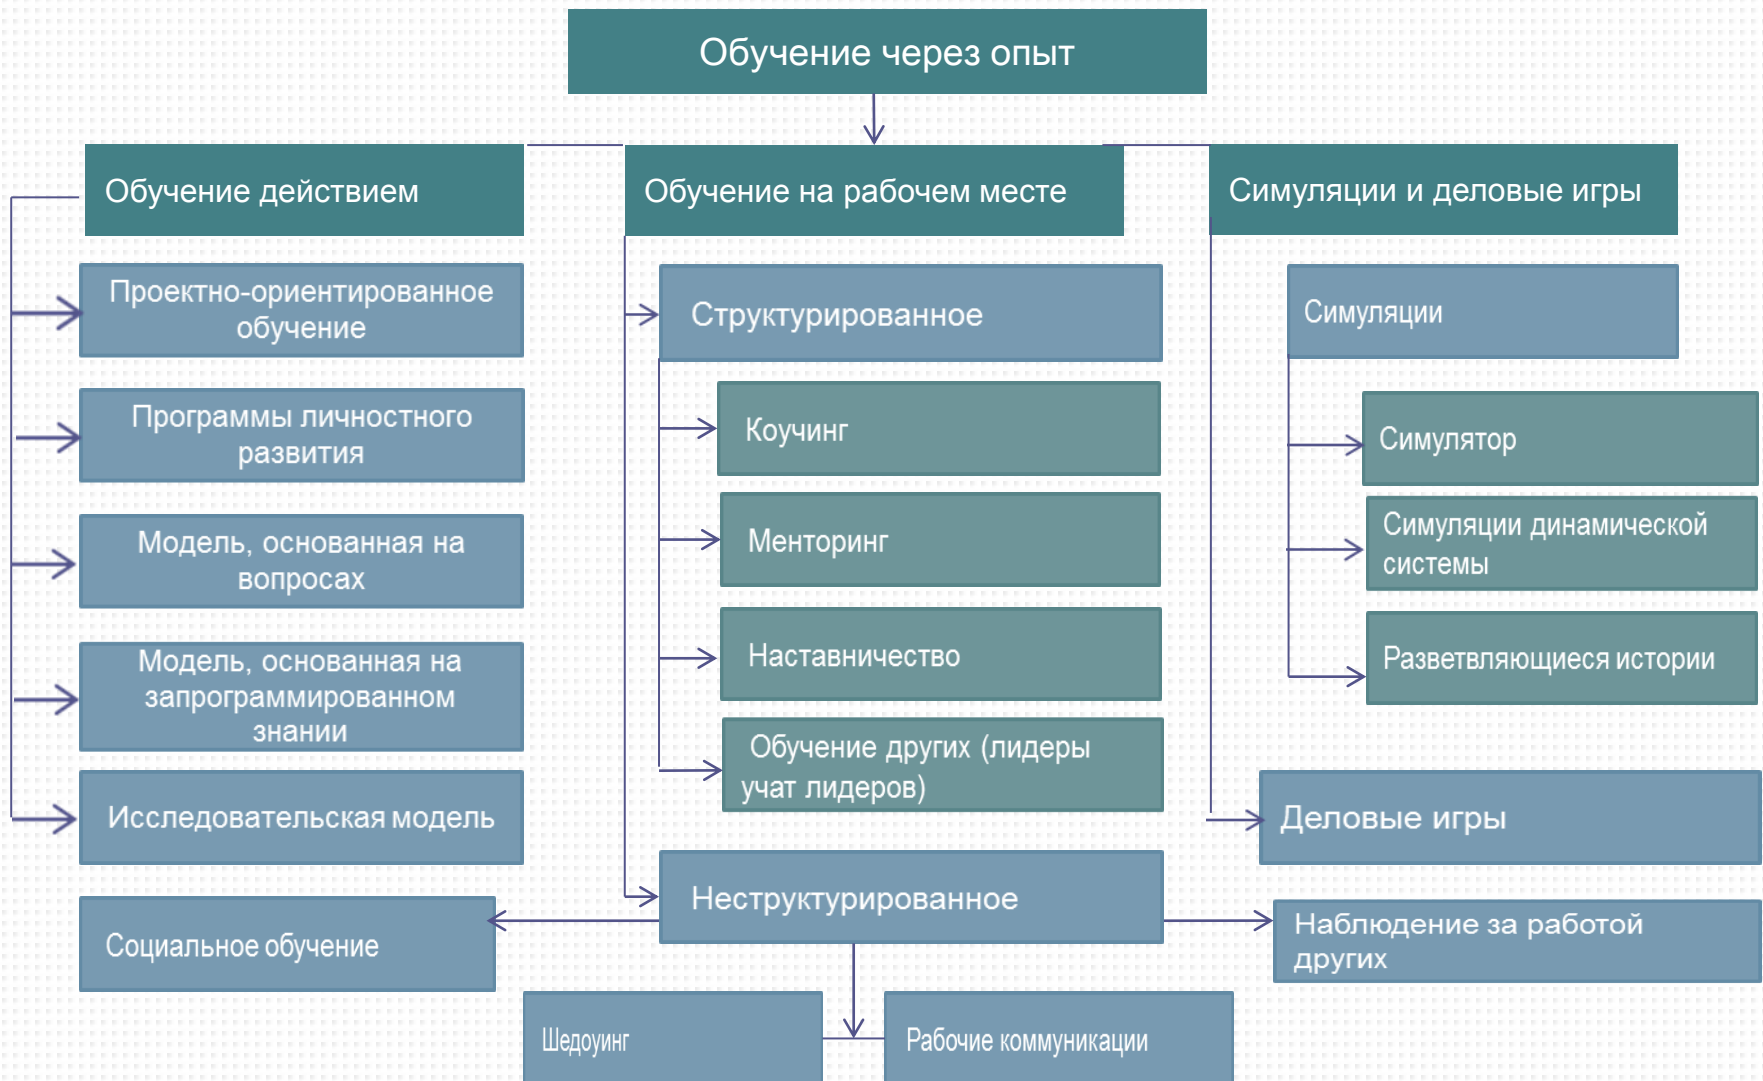 Обучение через опыт
Обучение действием
Обучение на рабочем месте
Симуляции и деловые игры
Проектно-ориентированное
обучение
Программы личностного
развития
Модель, основанная на
вопросах
Модель, основанная на
запрограммированном
знании
Исследовательская модель
Структурированное
Коучинг
Менторинг
Наставничество
Обучение других (лидеры
учат лидеров)
Неструктурированное
Социальное обучение
Шедоуинг
Рабочие коммуникации
Наблюдение за работой
других
Симуляции
Симулятор
Симуляции динамической
системы
Разветвляющиеся истории
Деловые игры